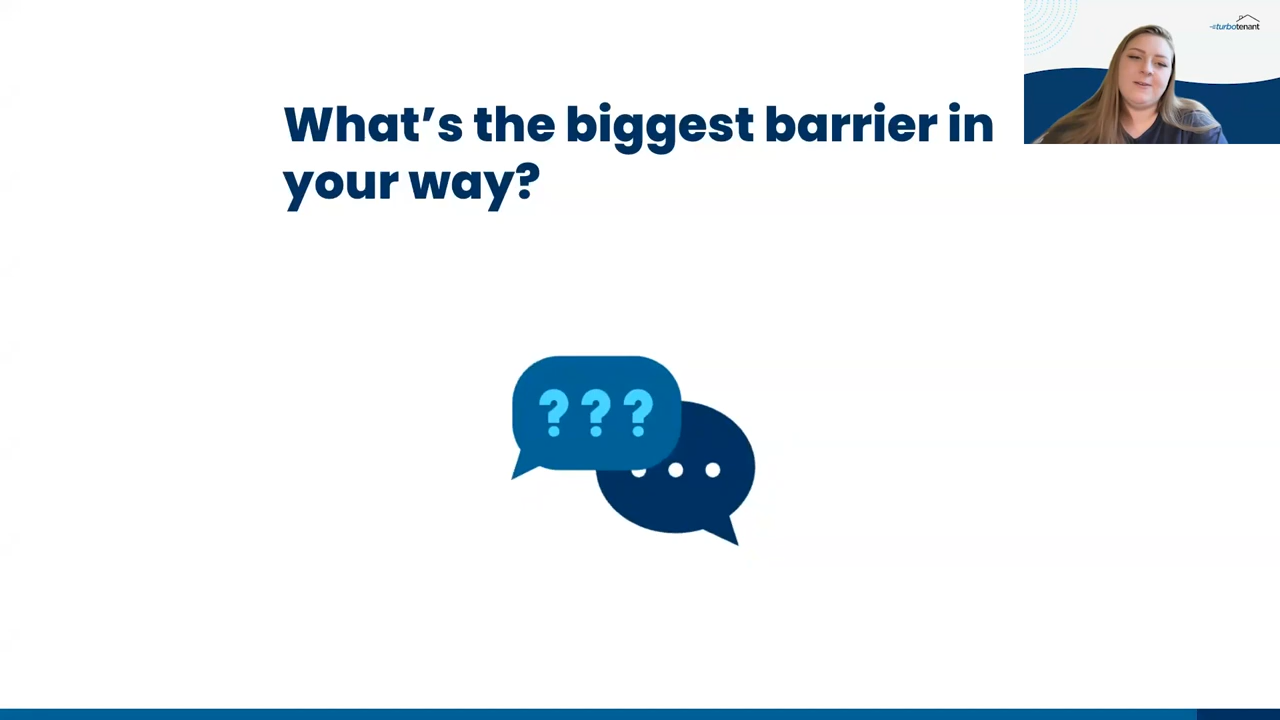 What's the biggest barrier in
your way?
turbotenant
? ? ?